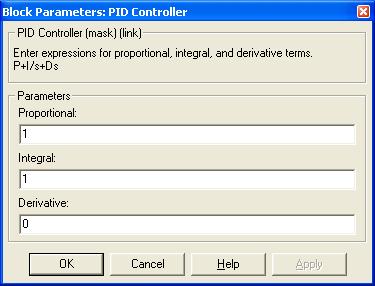 Block Parameters: PID Controller
PID Controller (mask) (link)
Enter expressions for proportional, integral, and derivative terms.
P+I/s+Ds
Parameters
Proportional:
1
Integral:
1
Derivative:
0
OK Cancel Help Apply